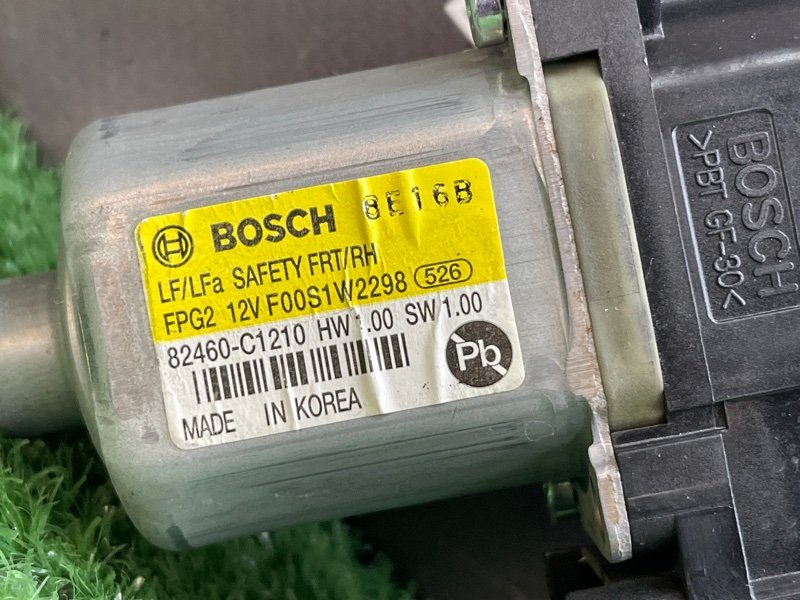 BOSCH 8E16B
LF/LFa SAFETY FRT/RH
FPG2 12V F00S1W2298 526
82460-C1210 HW 1.00 SW 1.00
Pb
MADE IN KOREA
BOSCH
>PBT GF-30<